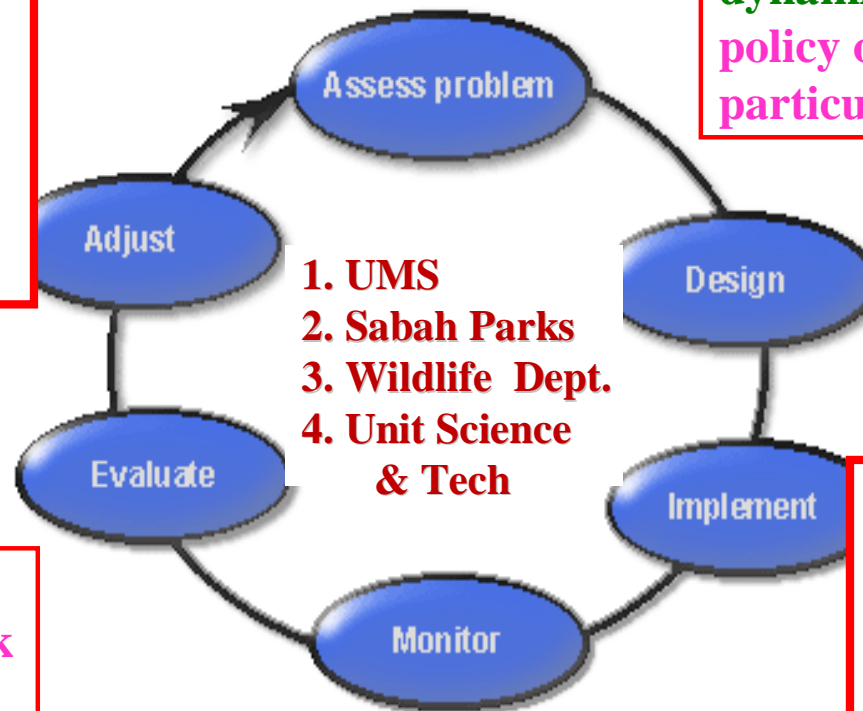 policy
Assess problem
Adjust
Design
1. UMS
2. Sabah Parks
3. Wildlife Dept.
4. Unit Science
& Tech
Evaluate
Implement
Monitor